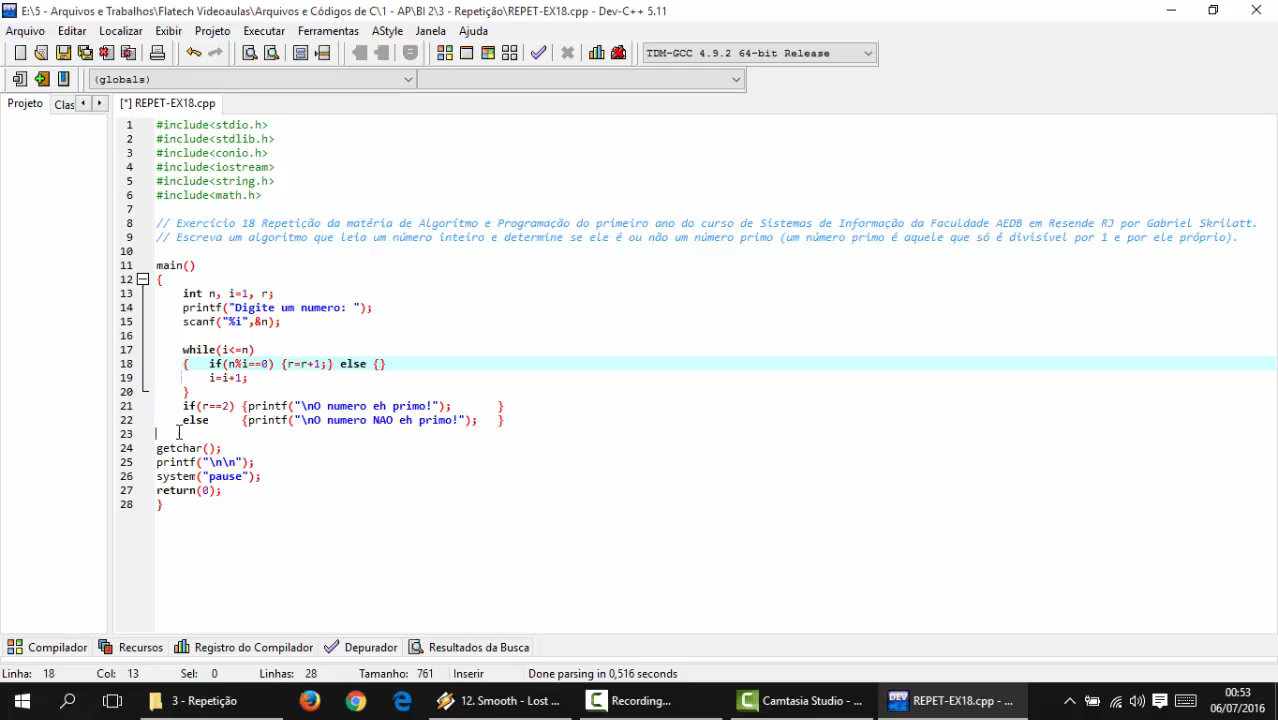 E:\5 - Arquivos e Trabalhos\Flatech Videoaulas\Arquivos e Códigos de C\1 - AP\BI 2\3 - Repetição\REPET-EX18.cpp - Dev-C++ 5.11
Arquivo Editar Localizar Exibir Projeto Executar Ferramentas AStyle Janela Ajuda
TDM-GCC 4.9.2 64-bit Release
(globals)
Projeto Clas [*] REPET-EX18.cpp
1 #include<stdio.h>
2 #include<stdlib.h>
3 #include<conio.h>
4 #include<iostream>
5 #include<string.h>
6 #include<math.h>
7
8 // Exercício 18 Repetição da matéria de Algorítmo e Programação do primeiro ano do curso de Sistemas de Informação da Faculdade AEDB em Resende RJ por Gabriel Skrilatt.
9 // Escreva um algoritmo que leia um número inteiro e determine se ele é ou não um número primo (um número primo é aquele que só é divisível por 1 e por ele próprio).
10
11 main()
12 {
13 int n, i=1, r;
14 printf("Digite um numero: ");
15 scanf("%i",&n);
16
17 while(i<=n)
18 { if(n%i==0) {r=r+1;} else {}
19 i=i+1;
20 }
21 if(r==2) {printf("\nO numero eh primo!"); }
22 else {printf("\nO numero NAO eh primo!"); }
23
24 getchar();
25 printf("\n\n");
26 system("pause");
27 return(0);
28 }
Compilador Recursos Registro do Compilador Depurador Resultados da Busca
Linha: 18 Col: 13 Sel: 0 Linhas: 28 Tamanho: 761 Inserir Done parsing in 0,516 seconds
3 - Repetição 12. Smooth - Lost ... Recording... Camtasia Studio - ... REPET-EX18.cpp - ... 00:53
06/07/2016